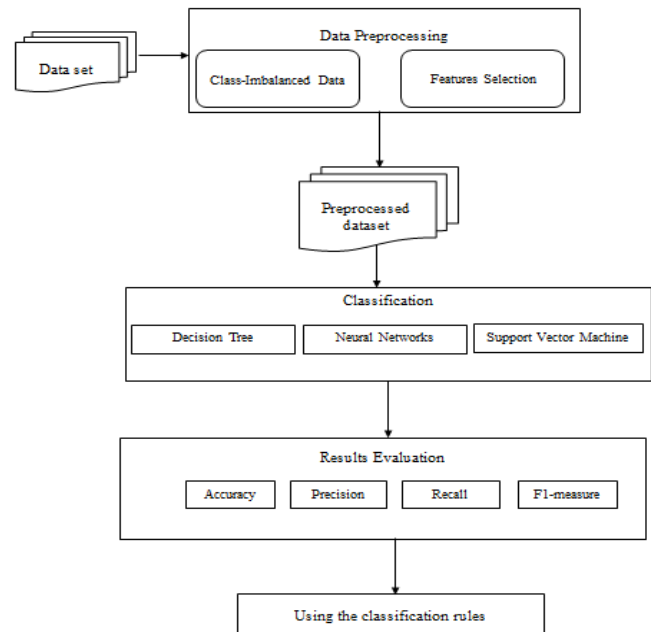 Data Preprocessing
Data set
Class-Imbalanced Data
Features Selection
Preprocessed
dataset
Classification
Decision Tree
Neural Networks
Support Vector Machine
Results Evaluation
Accuracy
Precision
Recall
F1-measure
Using the classification rules